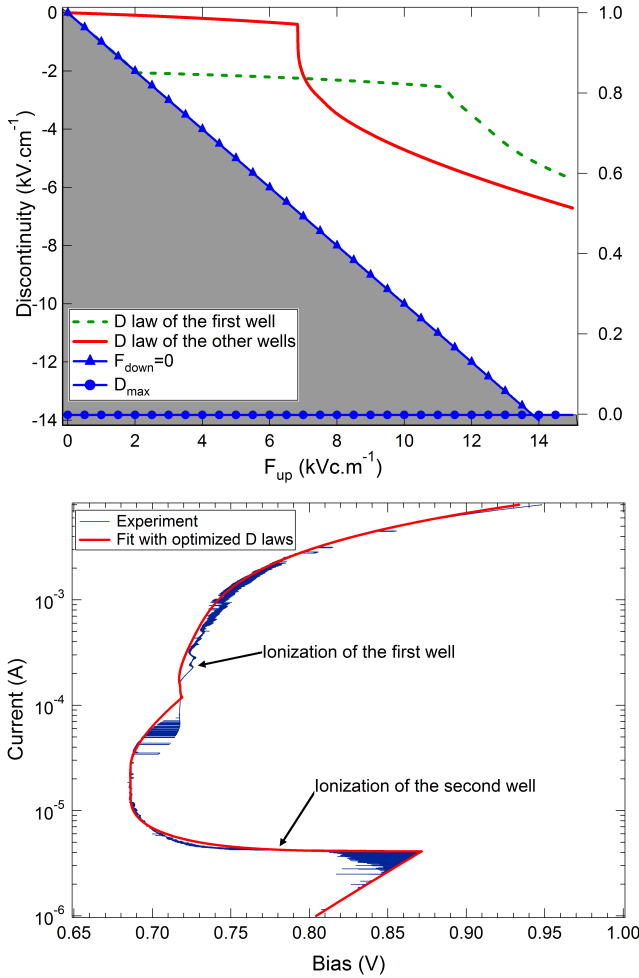 0
-2
-4
-6
-8
-10
-12
-14
Discontinuity (kV.cm⁻¹)
1.0
0.8
0.6
0.4
0.2
0.0
D law of the first well
D law of the other wells
F_down=0
D_max
0 2 4 6 8 10 12 14
F_up (kVc.m⁻¹)
Experiment
Fit with optimized D laws
Ionization of the first well
Ionization of the second well
Current (A)
10⁻³
10⁻⁴
10⁻⁵
10⁻⁶
0.65 0.70 0.75 0.80 0.85 0.90 0.95 1.00
Bias (V)